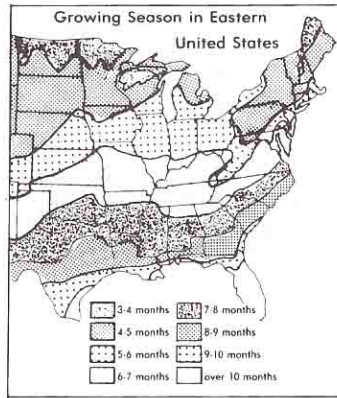 Growing Season in Eastern
United States
3-4 months
7-8 months
4-5 months
8-9 months
5-6 months
9-10 months
6-7 months
over 10 months